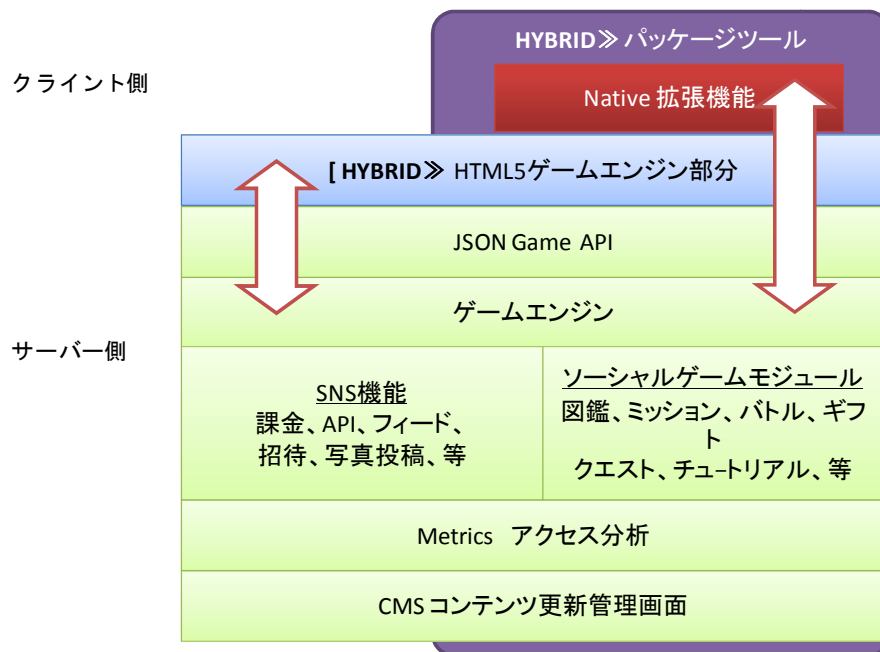 HYBRID≫ パッケージツール
クライント側
Native 拡張機能
[ HYBRID≫ HTML5ゲームエンジン部分
JSON Game API
ゲームエンジン
サーバー側
SNS機能
課金、API、フィード、
招待、写真投稿、等
ソーシャルゲームモジュール
図鑑、ミッション、バトル、ギフ
ト
クエスト、チュートリアル、等
Metrics アクセス分析
CMS コンテンツ更新管理画面